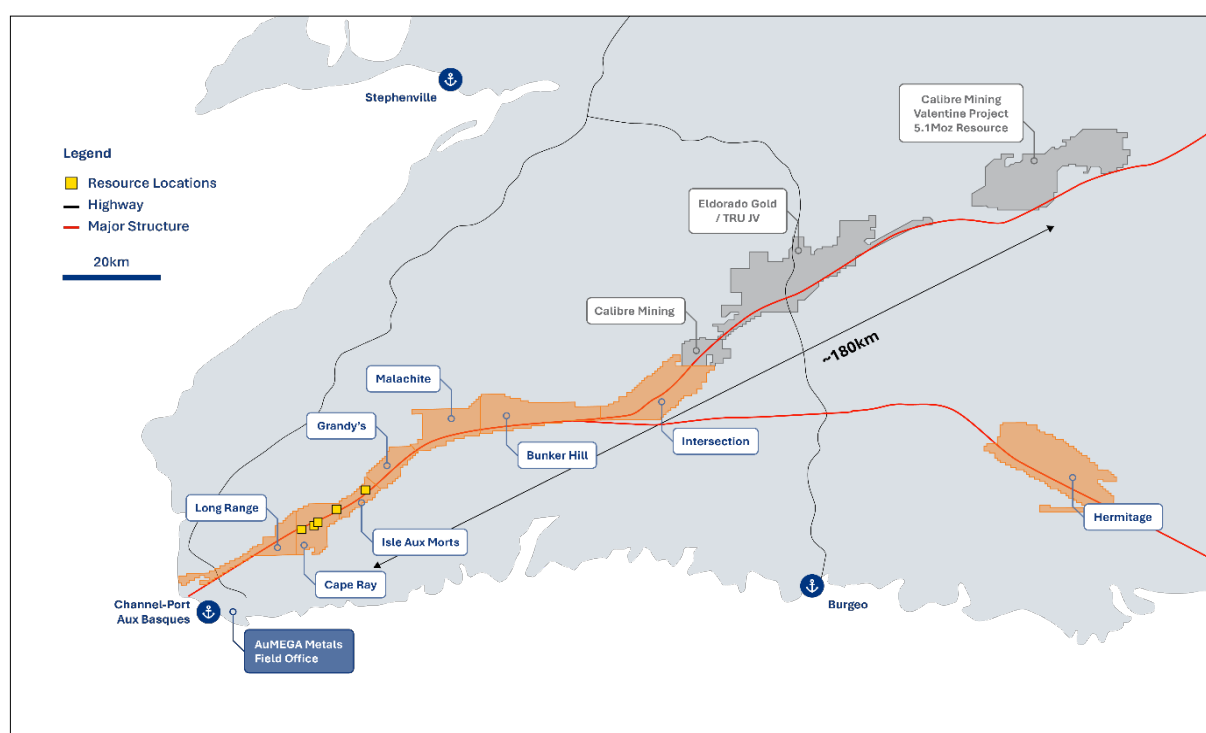 Stephenville
Calibre Mining
Valentine Project
5.1Moz Resource
Legend
Resource Locations
Highway
Major Structure
20km
Eldorado Gold
/ TRU JV
Calibre Mining
~180km
Malachite
Grandy's
Bunker Hill
Intersection
Long Range
Isle Aux Morts
Hermitage
Cape Ray
Channel-Port
Aux Basques
Burgeo
AuMEGA Metals
Field Office